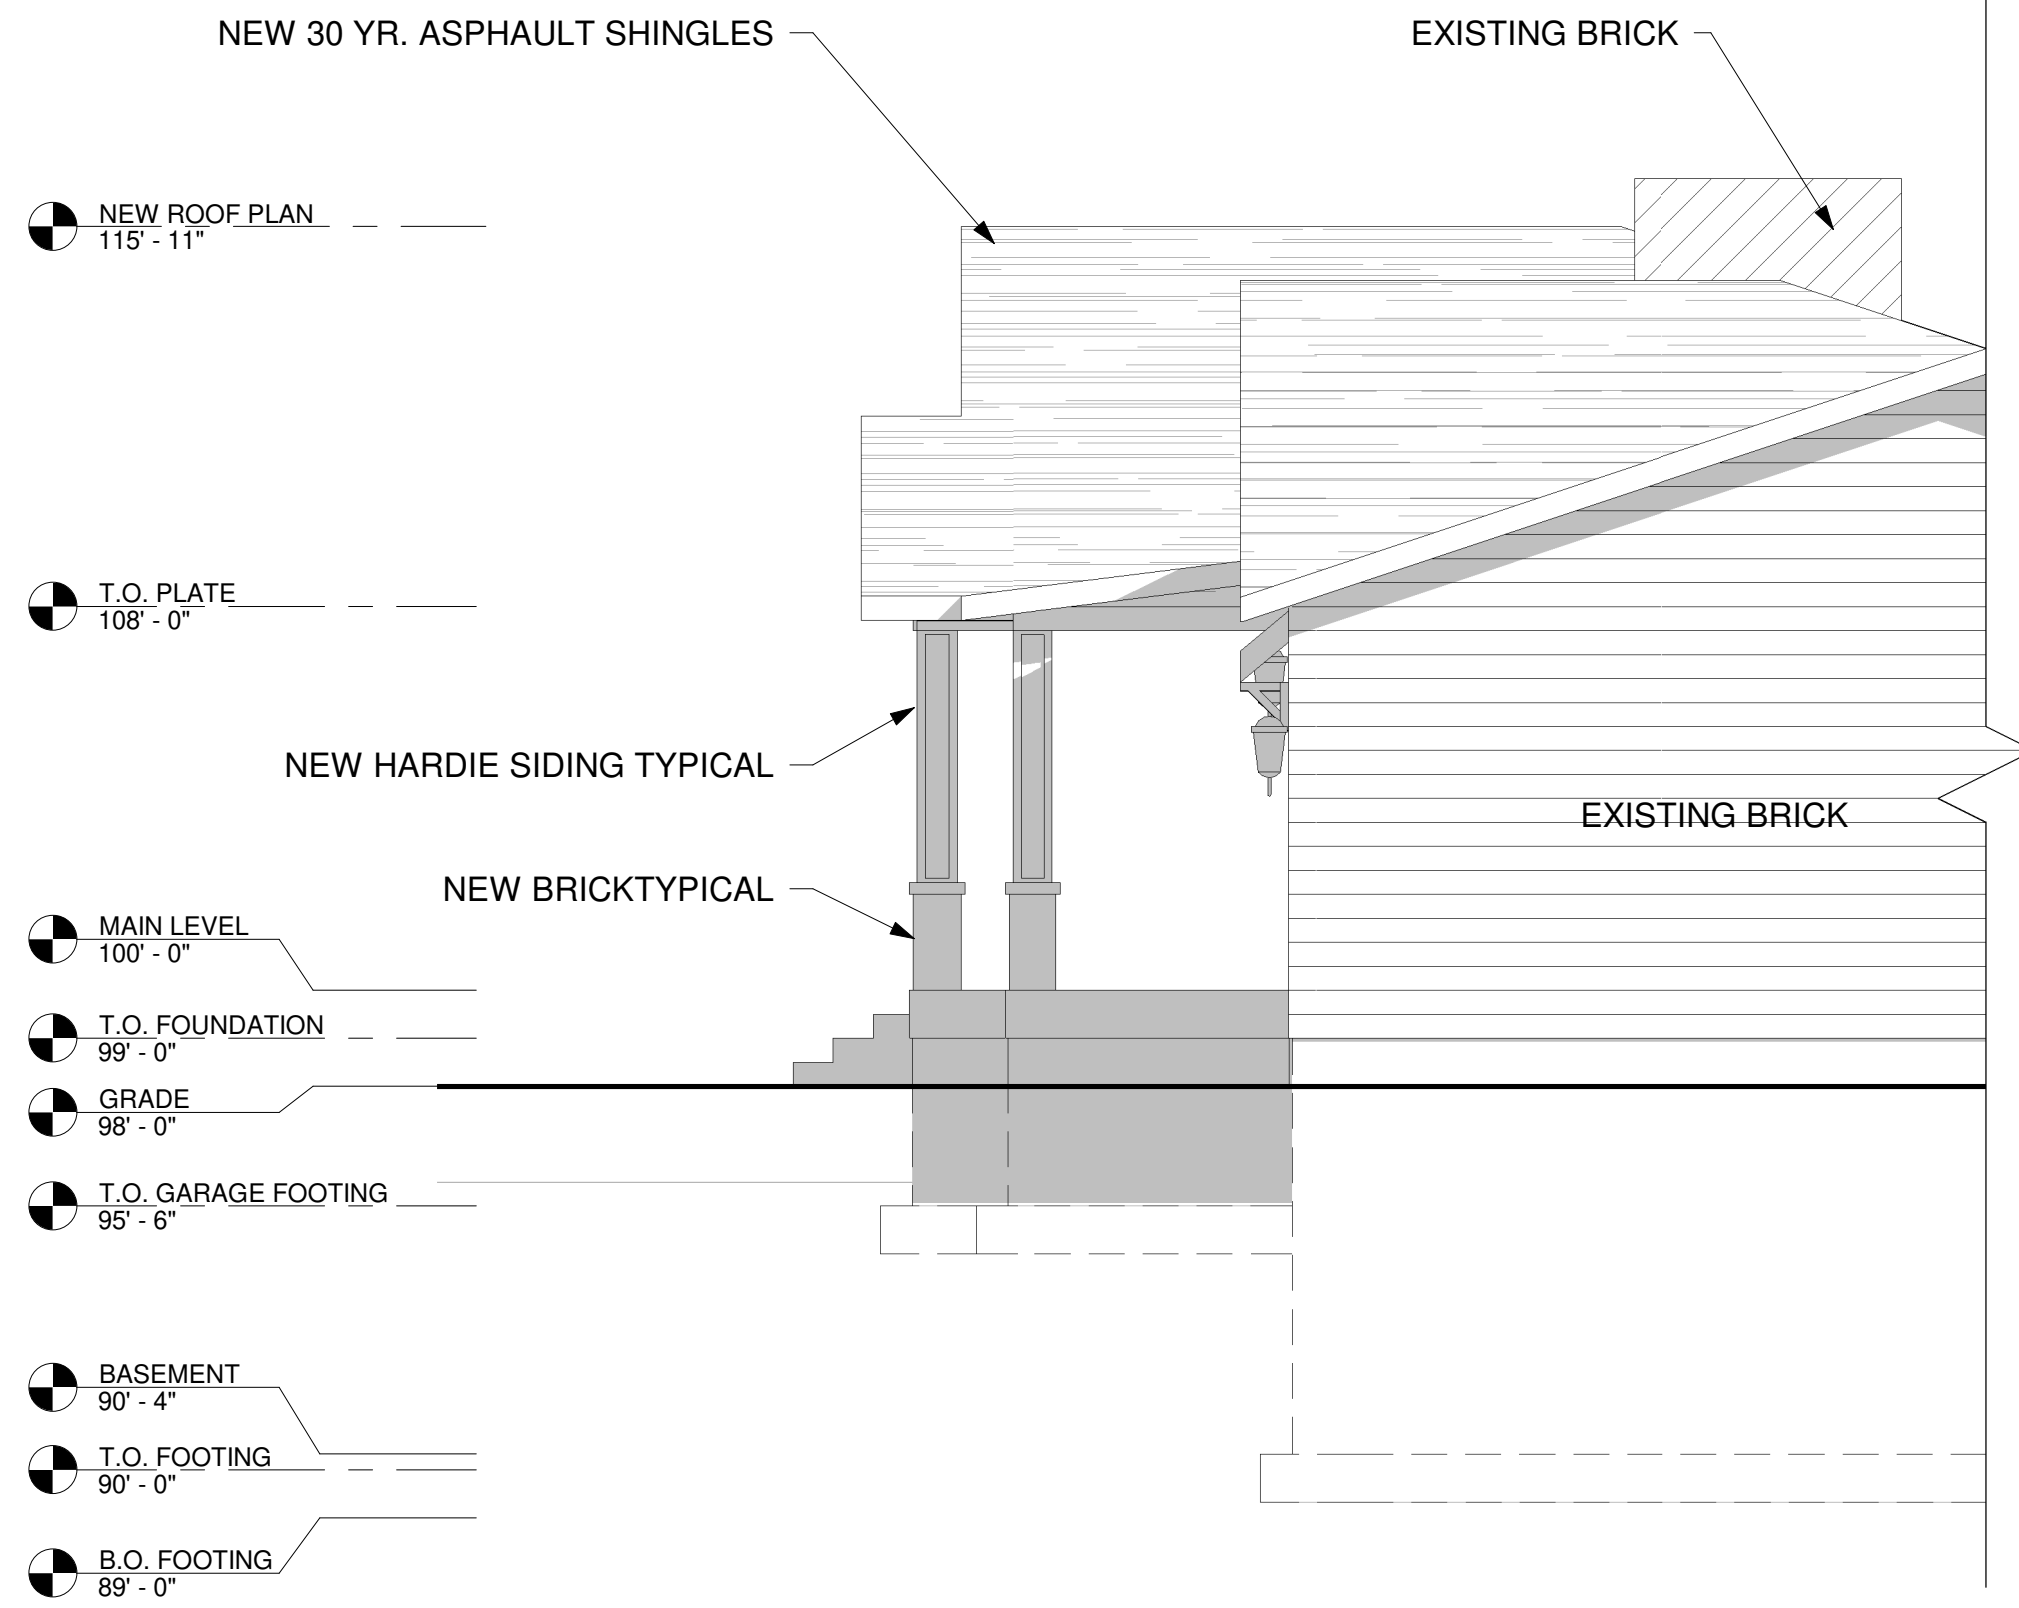 NEW 30 YR. ASPHAULT SHINGLES
EXISTING BRICK
NEW ROOF PLAN
115' - 11"
T.O. PLATE
108' - 0"
NEW HARDIE SIDING TYPICAL
EXISTING BRICK
NEW BRICKTYPICAL
MAIN LEVEL
100' - 0"
T.O. FOUNDATION
99' - 0"
GRADE
98' - 0"
T.O. GARAGE FOOTING
95' - 6"
BASEMENT
90' - 4"
T.O. FOOTING
90' - 0"
B.O. FOOTING
89' - 0"